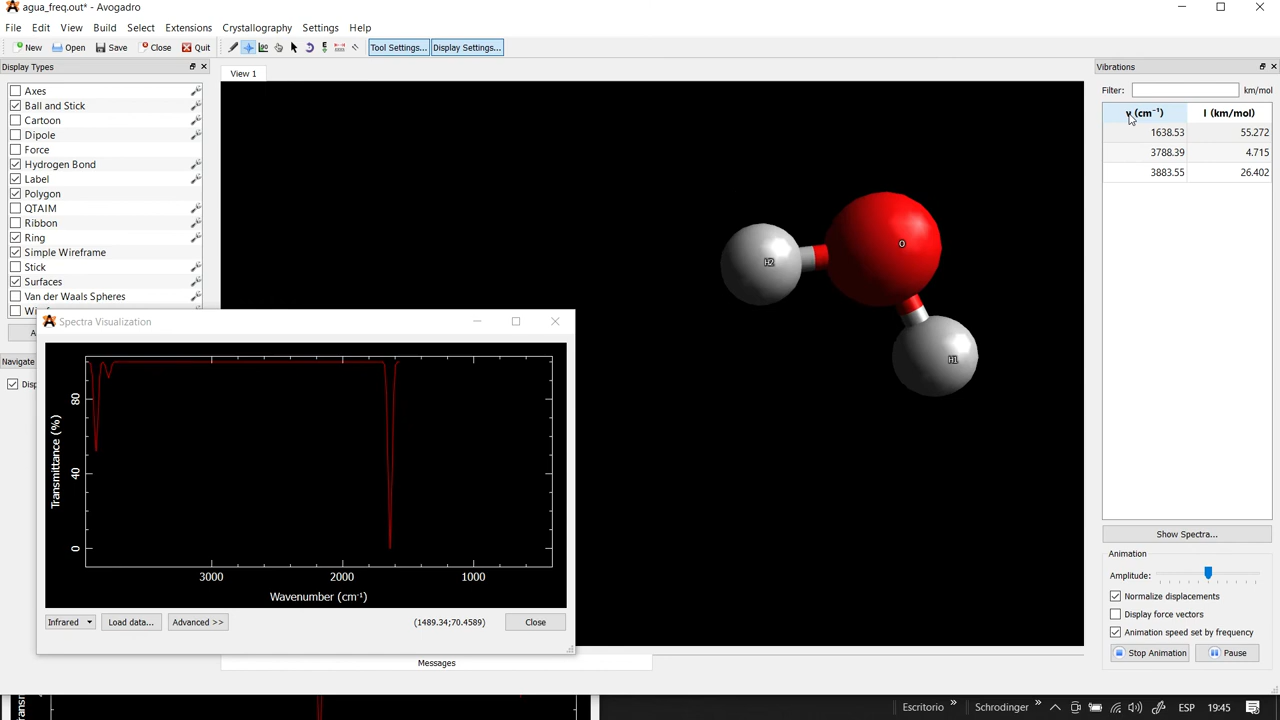 agua_freq.out* - Avogadro
File Edit View Build Select Extensions Crystallography Settings Help
New Open Save Close Quit Tool Settings... Display Settings...
Display Types
Axes
Ball and Stick
Cartoon
Dipole
Force
Hydrogen Bond
Label
Polygon
QTAIM
Ribbon
Ring
Simple Wireframe
Stick
Surfaces
Van der Waals Spheres
Navigate
View 1
H2
O
H1
Spectra Visualization
Transmittance (%)
80
40
0
3000 2000 1000
Wavenumber (cm⁻¹)
Infrared Load data... Advanced >> (1489.34;70.4589) Close
Messages
Vibrations
Filter: km/mol
ν (cm⁻¹) I (km/mol)
1638.53 55.272
3788.39 4.715
3883.55 26.402
Show Spectra...
Animation
Amplitude:
Normalize displacements
Display force vectors
Animation speed set by frequency
Stop Animation Pause
Escritorio » Schrodinger » ESP 19:45